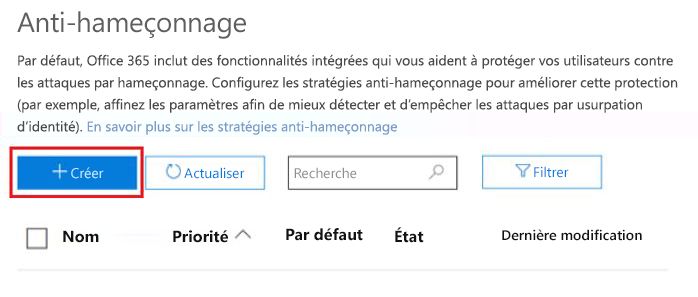 Anti-hameçonnage
Par défaut, Office 365 inclut des fonctionnalités intégrées qui vous aident à protéger vos utilisateurs contre
les attaques par hameçonnage. Configurez les stratégies anti-hameçonnage pour améliorer cette protection
(par exemple, affinez les paramètres afin de mieux détecter et d’empêcher les attaques par usurpation
d’identité). En savoir plus sur les stratégies anti-hameçonnage
Créer Actualiser Recherche Filtrer
Nom Priorité Par défaut État Dernière modification